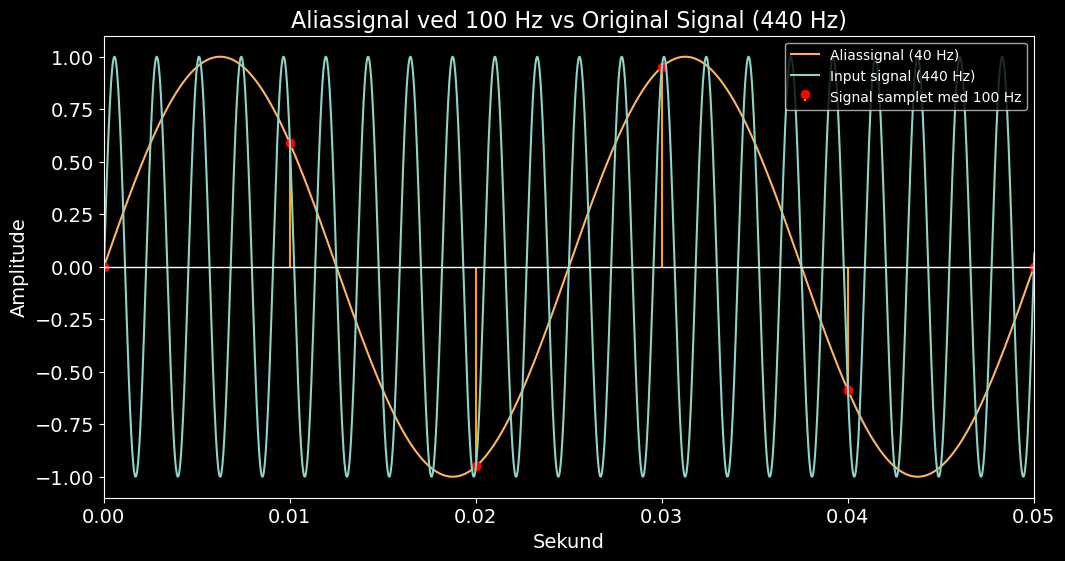 Aliassignal ved 100 Hz vs Original Signal (440 Hz)
Aliassignal (40 Hz)
Input signal (440 Hz)
Signal samplet med 100 Hz
Amplitude
1.00
0.75
0.50
0.25
0.00
−0.25
−0.50
−0.75
−1.00
0.00 0.01 0.02 0.03 0.04 0.05
Sekund